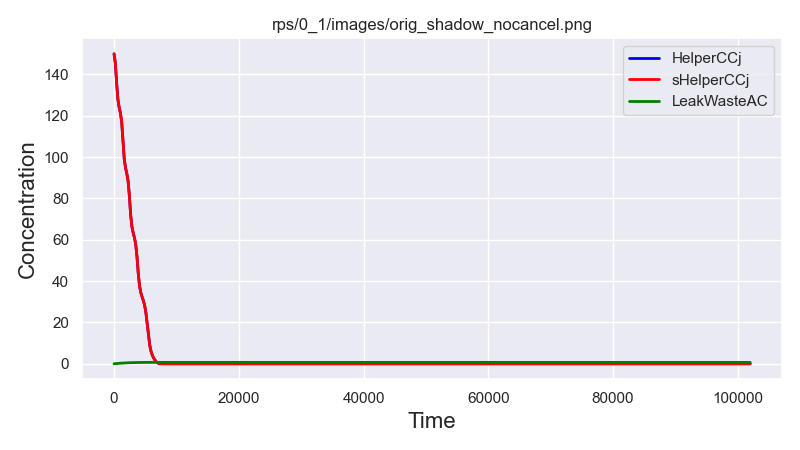 rps/0_1/images/orig_shadow_nocancel.png
HelperCCj
sHelperCCj
LeakWasteAC
Concentration
140
120
100
80
60
40
20
0
0 20000 40000 60000 80000 100000
Time